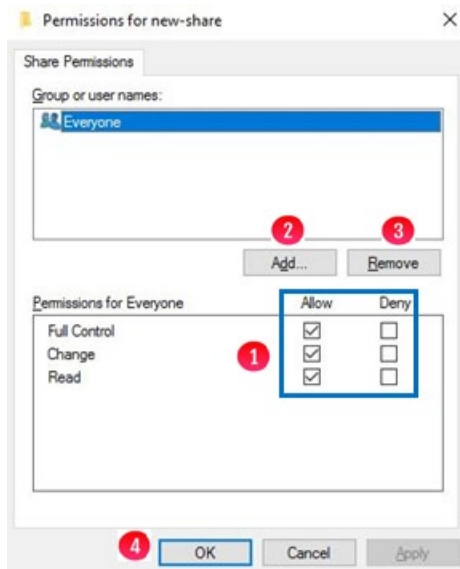 Permissions for new-share
Share Permissions
Group or user names:
Everyone
2 3
Add... Remove
Permissions for Everyone Allow Deny
Full Control
1 Change
Read
4 OK Cancel Apply